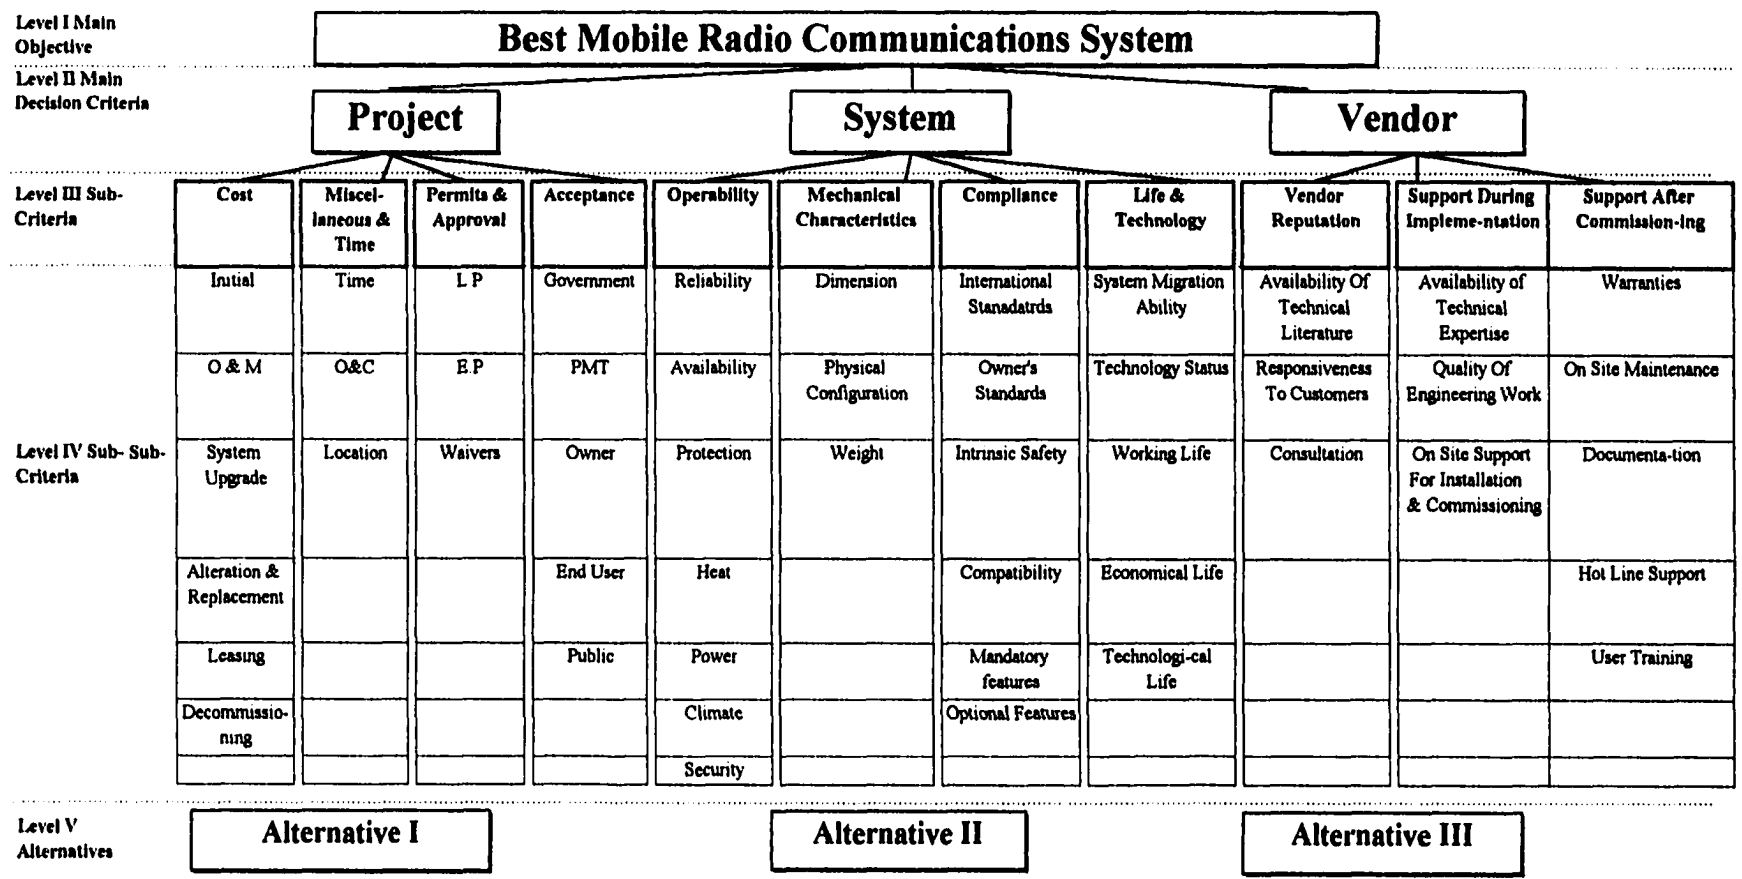 Level I Main
Objective
Best Mobile Radio Communications System
Level II Main
Decision Criteria
Project
System
Vendor
Level III Sub-
Criteria
Cost
Miscel-
laneous &
Time
Permits &
Approval
Acceptance
Operability
Mechanical
Characteristics
Compliance
Life &
Technology
Vendor
Reputation
Support During
Impleme-ntation
Support After
Commission-ing
Initial
Time
L P
Government
Reliability
Dimension
International
Stanadatrds
System Migration
Ability
Availability Of
Technical
Literature
Availability of
Technical
Expertise
Warranties
O & M
O&C
E.P
PMT
Availability
Physical
Configuration
Owner's
Standards
Technology Status
Responsiveness
To Customers
Quality Of
Engineering Work
On Site Maintenance
Level IV Sub- Sub-
Criteria
System
Upgrade
Location
Waivers
Owner
Protection
Weight
Intrinsic Safety
Working Life
Consultation
On Site Support
For Installation
& Commissioning
Documenta-tion
Alteration &
Replacement
End User
Heat
Compatibility
Economical Life
Hot Line Support
Leasing
Public
Power
Mandatory
features
Technologi-cal
Life
User Training
Decommissio-
ning
Climate
Optional Features
Security
Level V
Alternatives
Alternative I
Alternative II
Alternative III